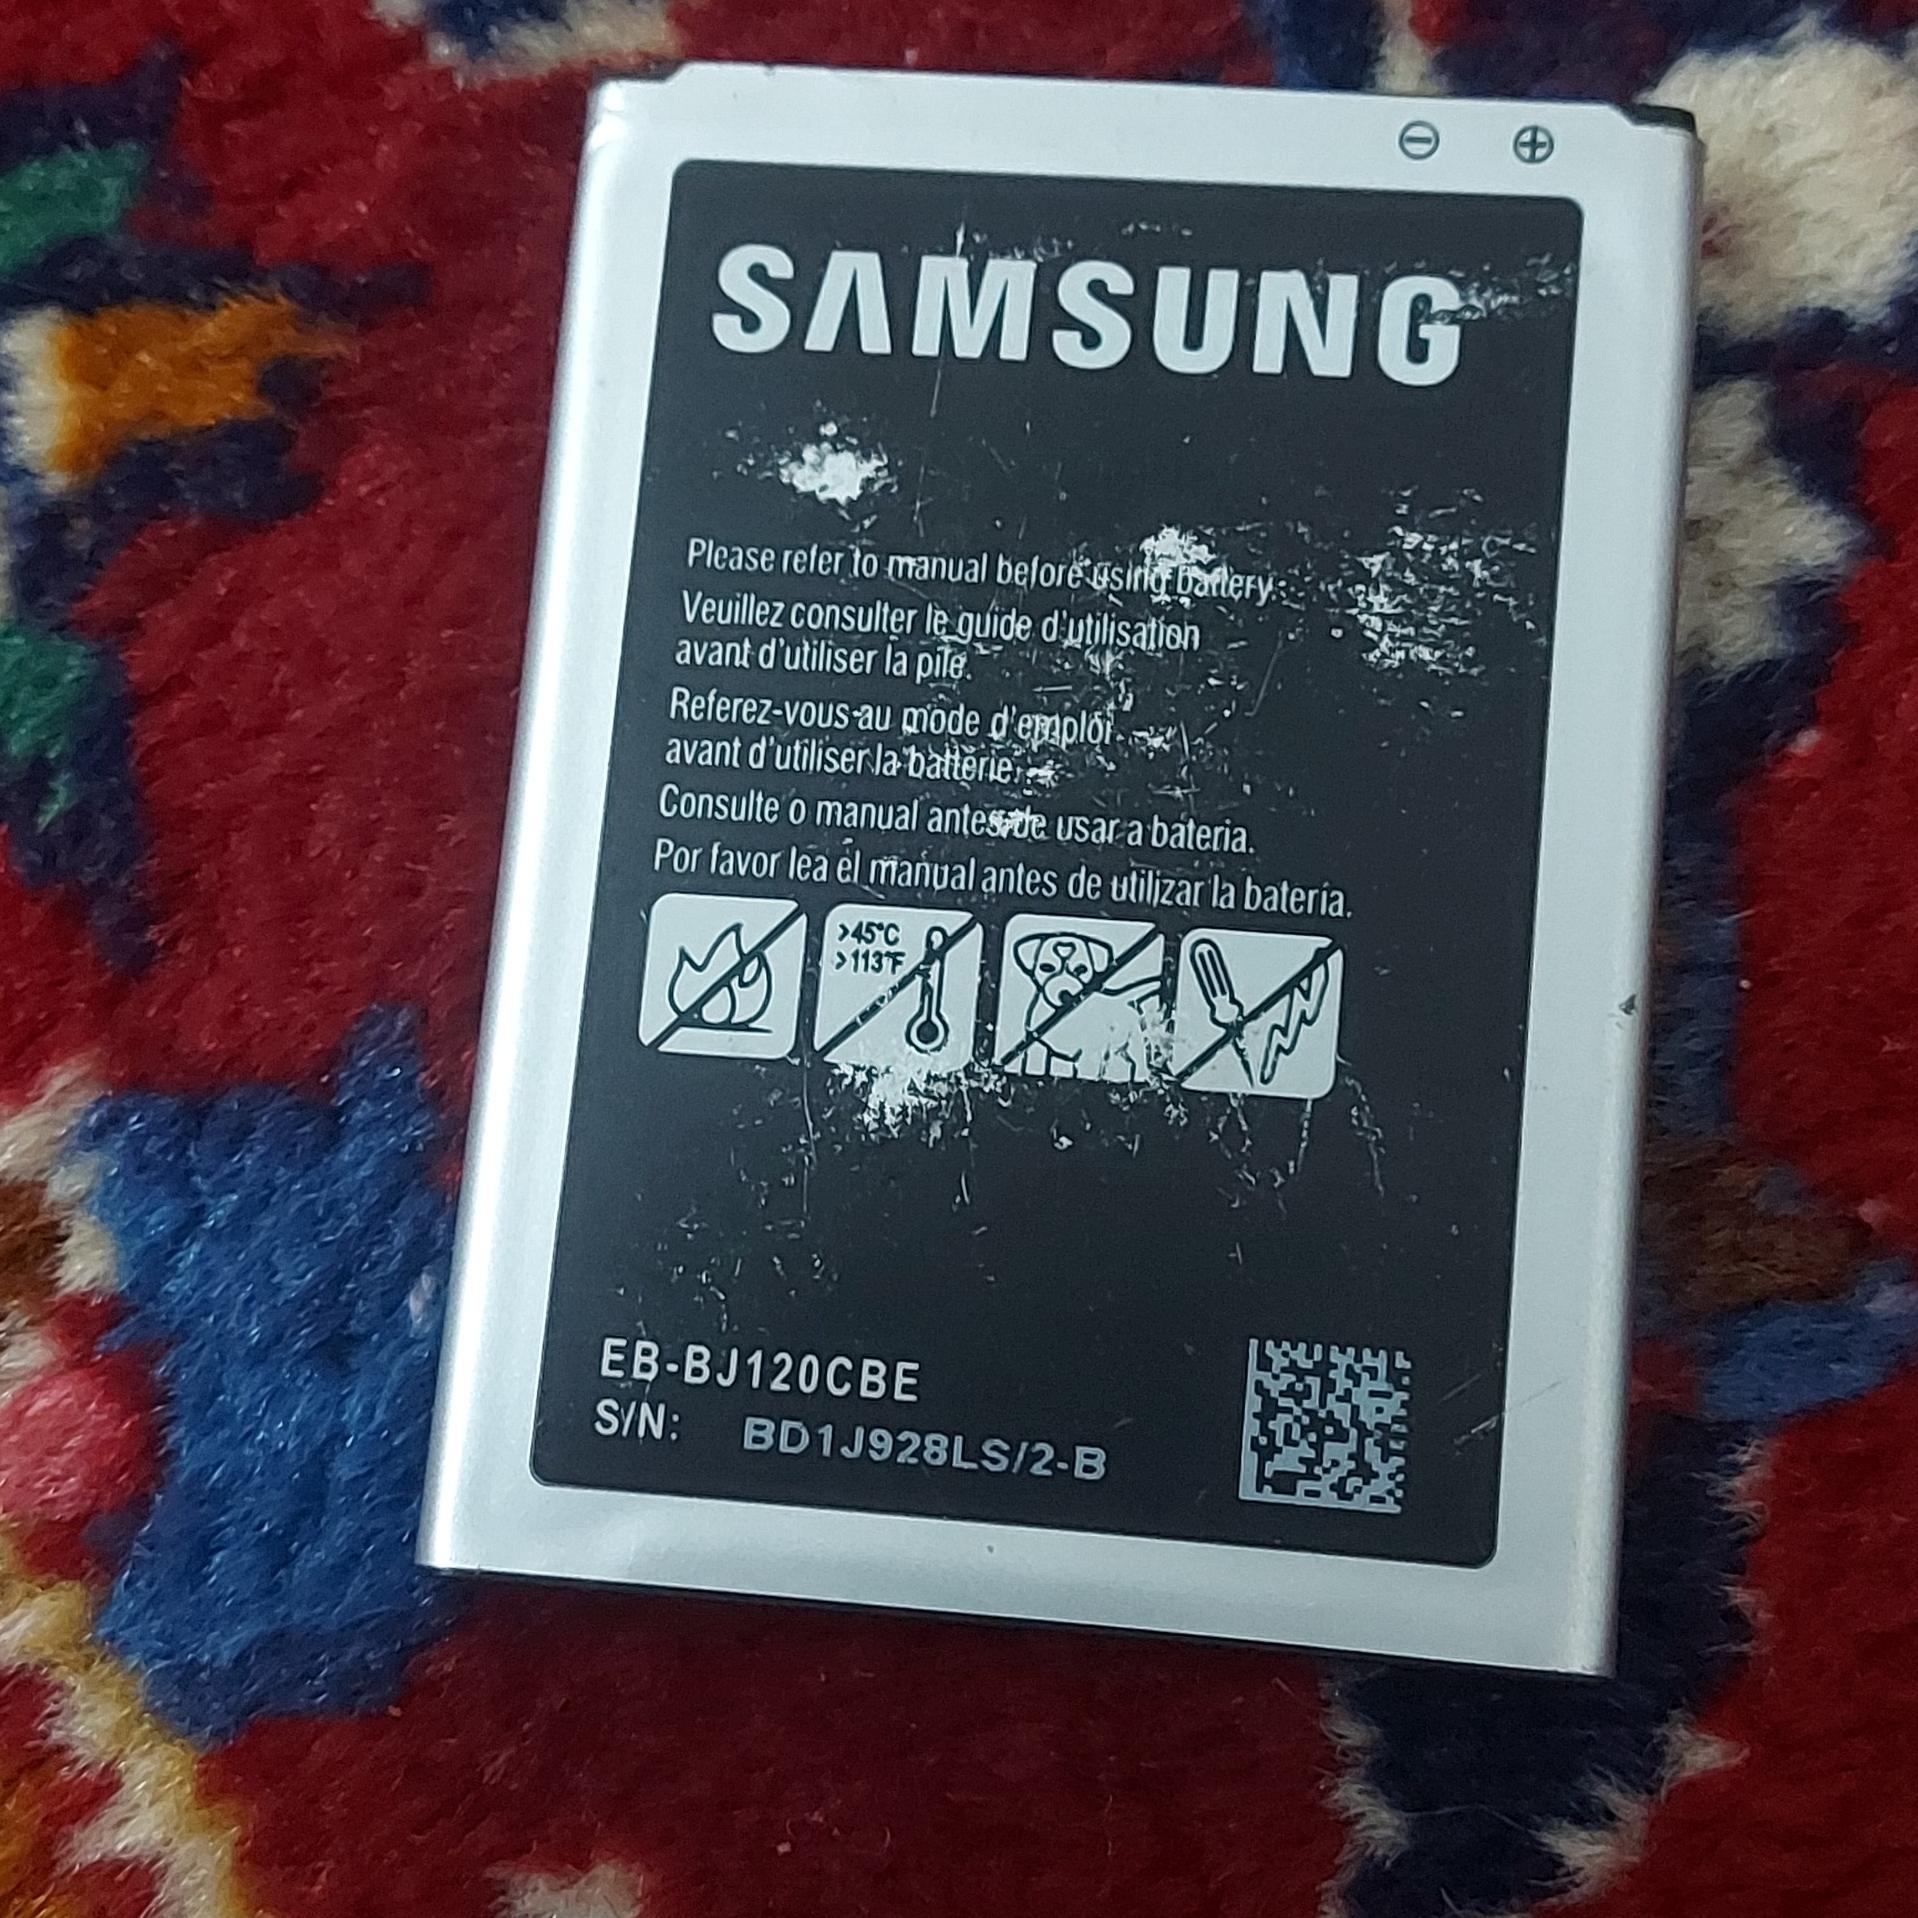 SAMSUNG
Please refer to manual before using battery.
Veuillez consulter le guide d'utilisation
avant d'utiliser la pile.
Referez-vous au mode d'emploi
avant d'utiliser la batterie.
Consulte o manual antes de usar a bateria.
Por favor lea el manual antes de utilizar la batería.
>45°C
>113°F
EB-BJ120CBE
S/N: BD1J928LS/2-B